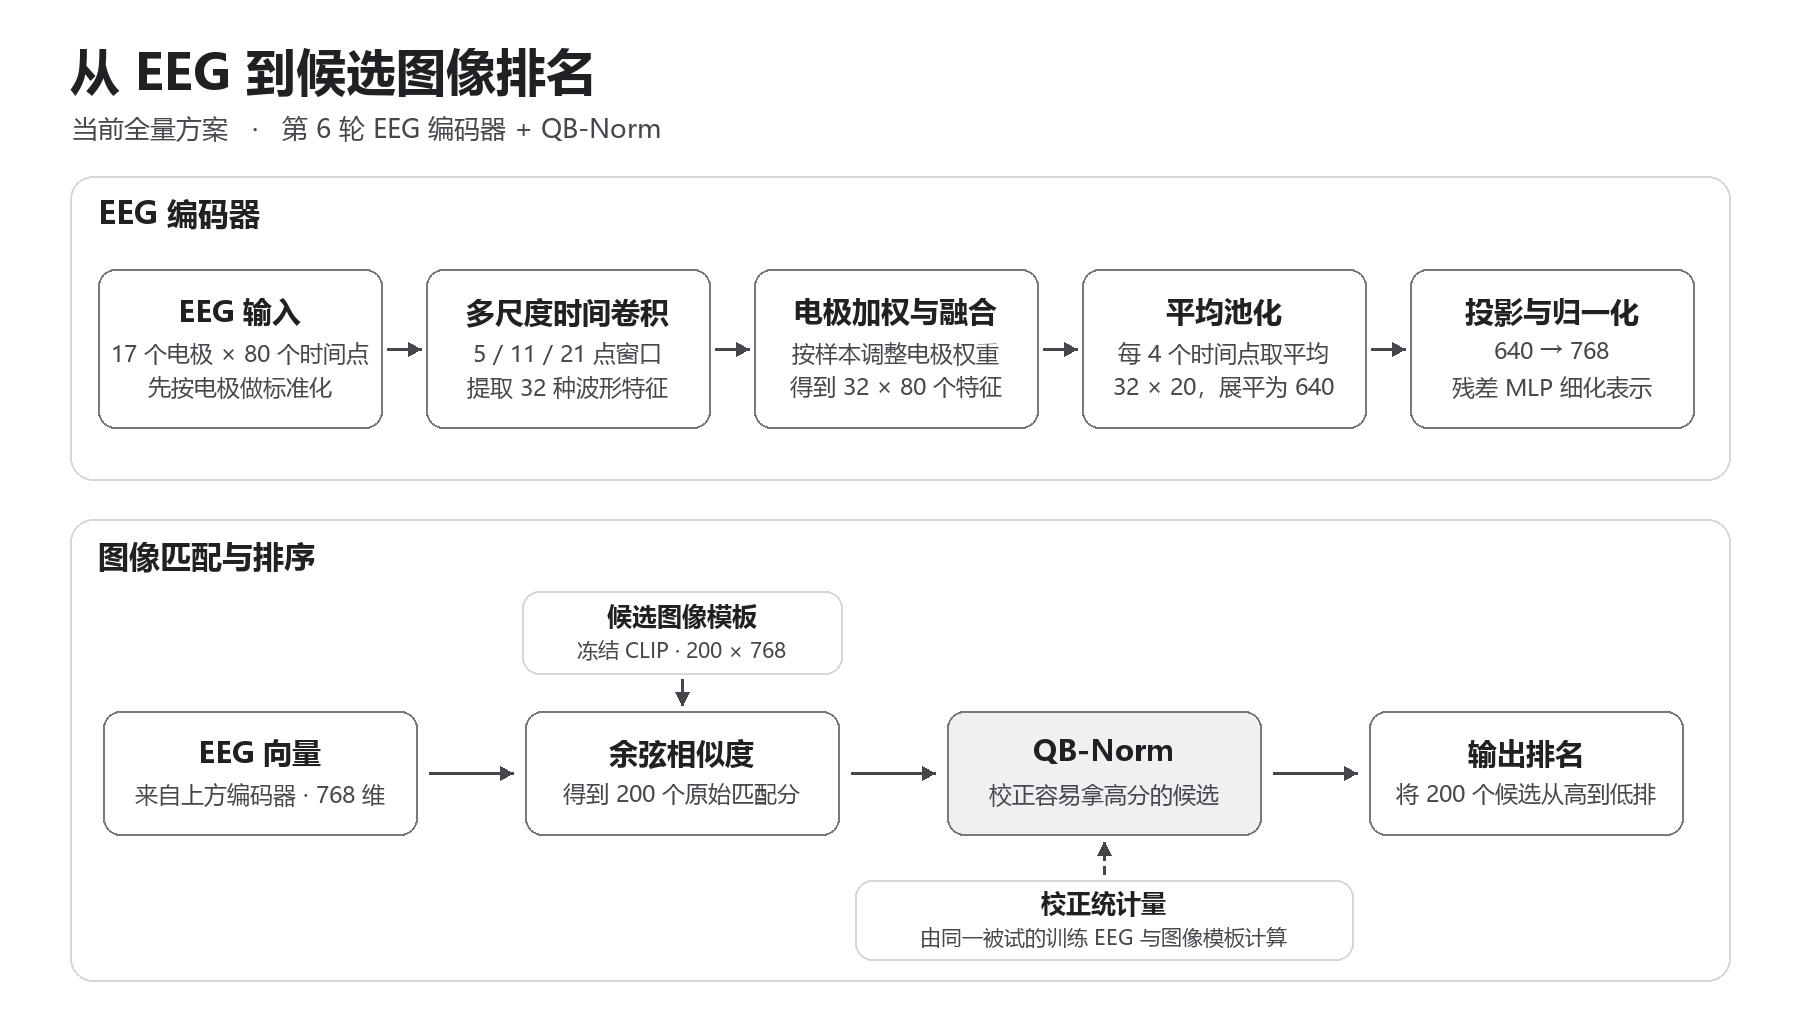 从 EEG 到候选图像排名
当前全量方案 · 第 6 轮 EEG 编码器 + QB-Norm
EEG 编码器
EEG 输入
17 个电极 × 80 个时间点
先按电极做标准化
多尺度时间卷积
5 / 11 / 21 点窗口
提取 32 种波形特征
电极加权与融合
按样本调整电极权重
得到 32 × 80 个特征
平均池化
每 4 个时间点取平均
32 × 20，展平为 640
投影与归一化
640 → 768
残差 MLP 细化表示
图像匹配与排序
候选图像模板
冻结 CLIP · 200 × 768
EEG 向量
来自上方编码器 · 768 维
余弦相似度
得到 200 个原始匹配分
QB-Norm
校正容易拿高分的候选
输出排名
将 200 个候选从高到低排
校正统计量
由同一被试的训练 EEG 与图像模板计算